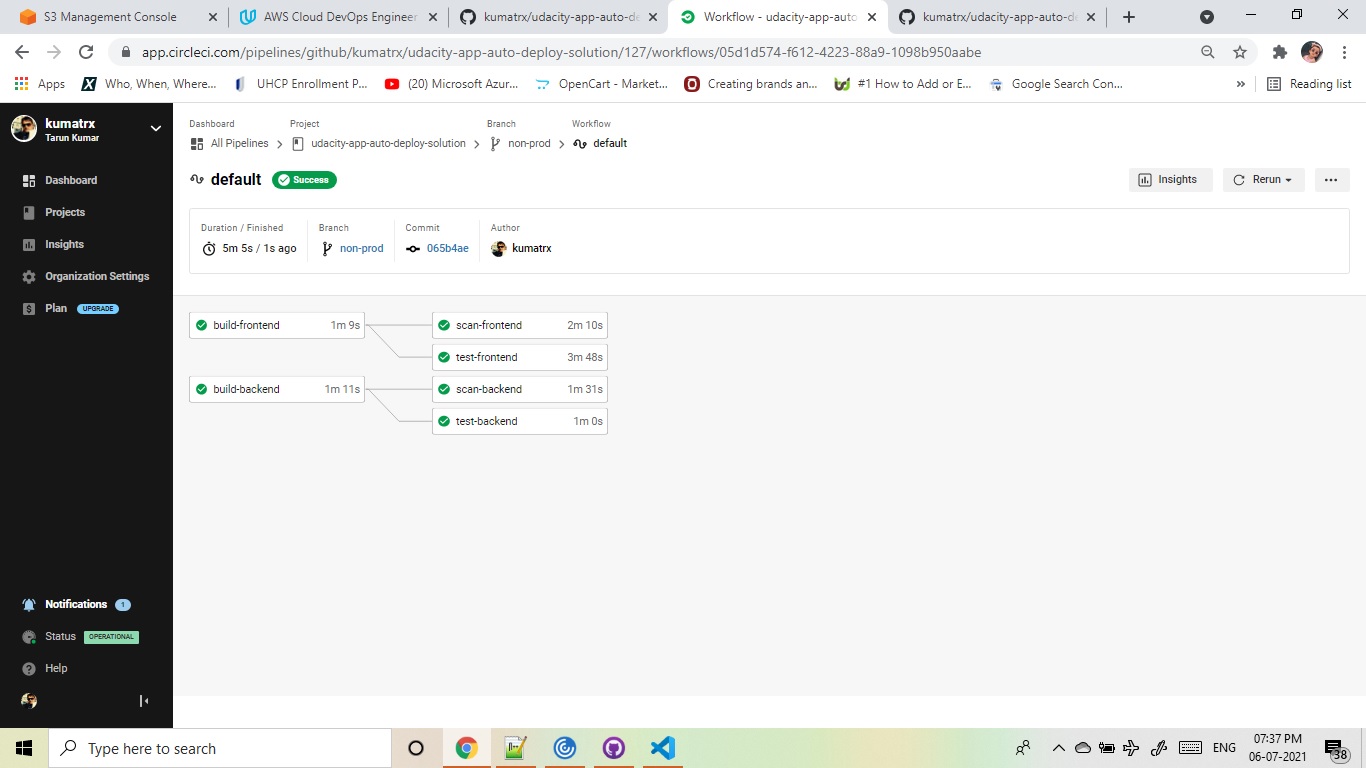 S3 Management Console
AWS Cloud DevOps Engineer
kumatrx/udacity-app-auto-de
Workflow - udacity-app-auto
kumatrx/udacity-app-auto-de
app.circleci.com/pipelines/github/kumatrx/udacity-app-auto-deploy-solution/127/workflows/05d1d574-f612-4223-88a9-1098b950aabe
Apps
Who, When, Where...
UHCP Enrollment P...
(20) Microsoft Azur...
OpenCart - Market...
Creating brands an...
#1 How to Add or E...
Google Search Con...
»
Reading list
kumatrx
Tarun Kumar
Dashboard
Projects
Insights
Organization Settings
Plan UPGRADE
Notifications 1
Status OPERATIONAL
Help
Dashboard Project Branch Workflow
All Pipelines udacity-app-auto-deploy-solution non-prod default
default Success
Insights Rerun
Duration / Finished Branch Commit Author
5m 5s / 1s ago non-prod 065b4ae kumatrx
build-frontend 1m 9s scan-frontend 2m 10s
test-frontend 3m 48s
build-backend 1m 11s scan-backend 1m 31s
test-backend 1m 0s
Type here to search
ENG
07:37 PM
06-07-2021
38